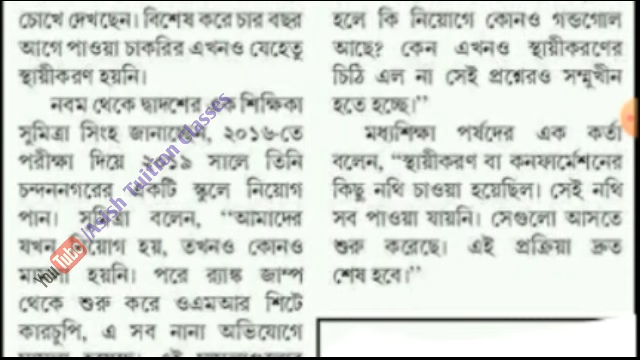 চোখে দেখছেন। বিশেষ করে চার বছর
আগে পাওয়া চাকরির এখনও যেহেতু
স্থায়ীকরণ হয়নি।
নবম থেকে দ্বাদশের এক শিক্ষিকা
সুমিত্রা সিংহ জানাচ্ছেন, ২০১৬-তে
পরীক্ষা দিয়ে ২০১৯ সালে তিনি
চন্দননগরের একটি স্কুলে নিয়োগ
পান। সুমিত্রা বলেন, ‘‘আমাদের
যখন নিয়োগ হয়, তখনও কোনও
মামলা হয়নি। পরে র‌্যাঙ্ক জাম্প
থেকে শুরু করে ওএমআর শিটে
কারচুপি, এ সব নানা অভিযোগে
হলে কি নিয়োগে কোনও গন্ডগোল
আছে? কেন এখনও স্থায়ীকরণের
চিঠি এল না সেই প্রশ্নেরও সম্মুখীন
হতে হচ্ছে।’’
মধ্যশিক্ষা পর্ষদের এক কর্তা
বলেন, ‘‘স্থায়ীকরণ বা কনফার্মেশনের
কিছু নথি চাওয়া হয়েছিল। সেই নথি
সব পাওয়া যায়নি। সেগুলো আসতে
শুরু করেছে। এই প্রক্রিয়া দ্রুত
শেষ হবে।’’
YouTube/Asish Tuition Classes